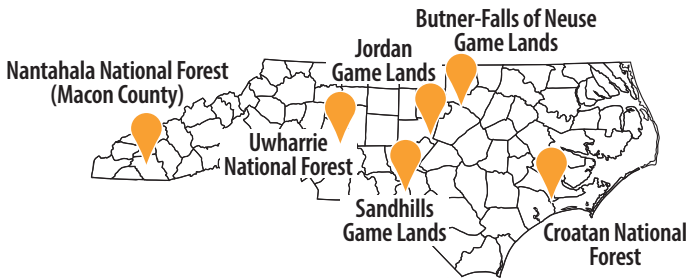 Butner-Falls of Neuse
Game Lands
Jordan
Game Lands
Nantahala National Forest
(Macon County)
Uwharrie
National Forest
Sandhills
Game Lands
Croatan National
Forest